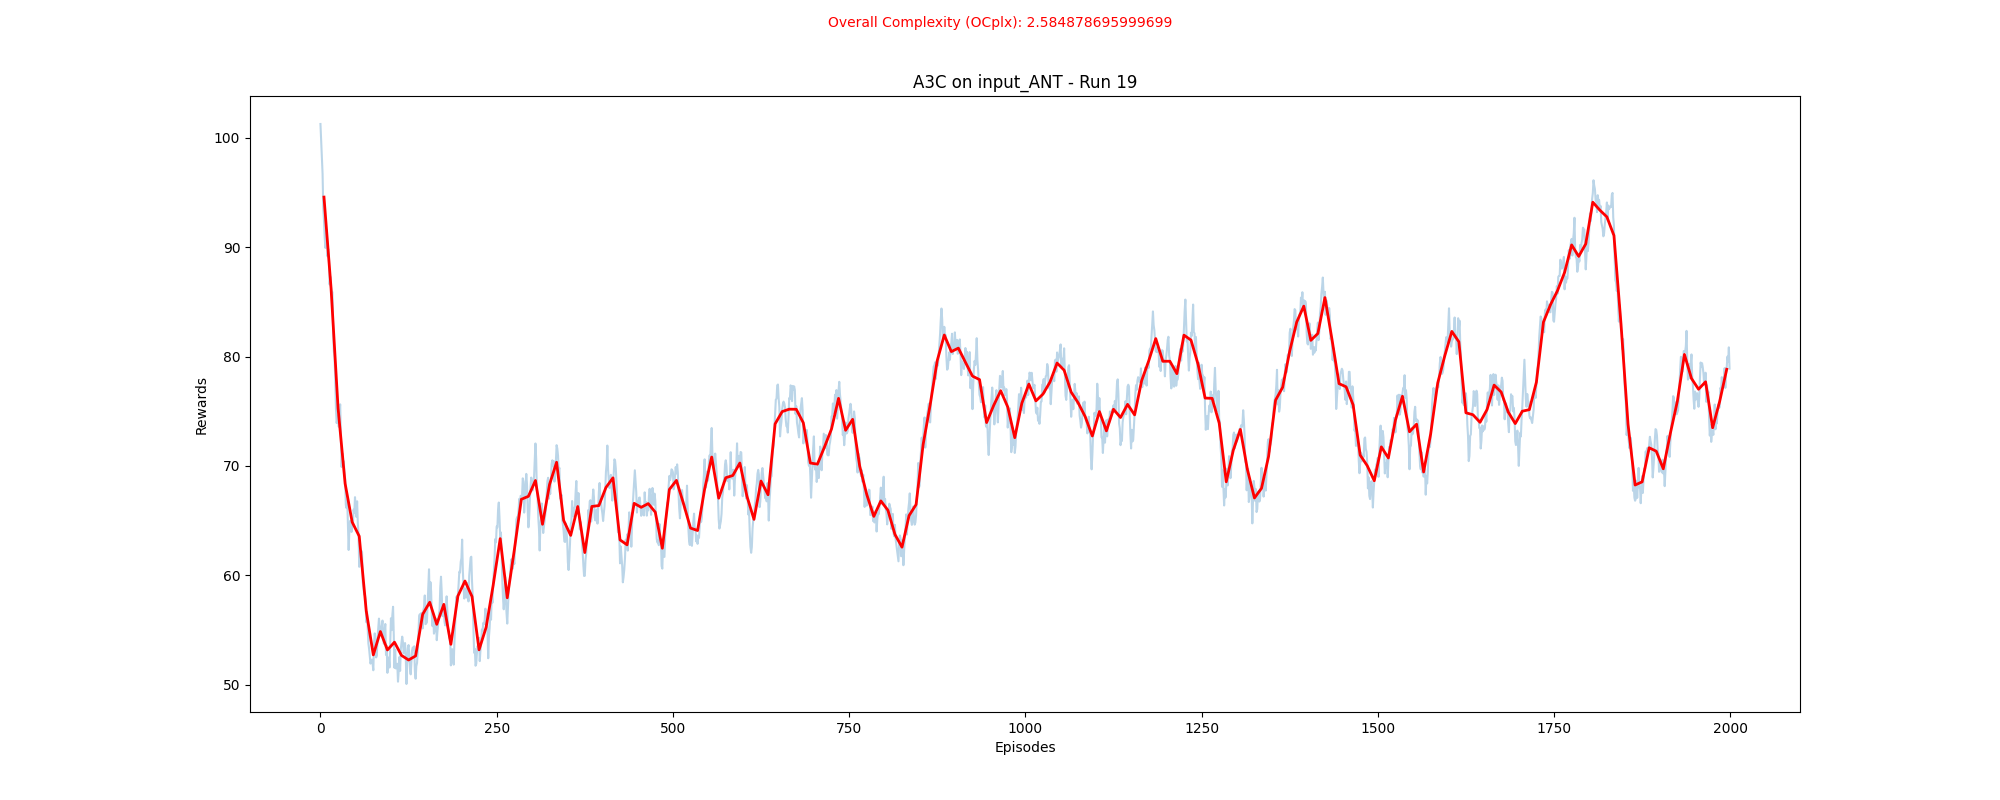 Overall Complexity (OCplx): 2.584878695999699
A3C on input_ANT - Run 19
Rewards
100
90
80
70
60
50
0 250 500 750 1000 1250 1500 1750 2000
Episodes